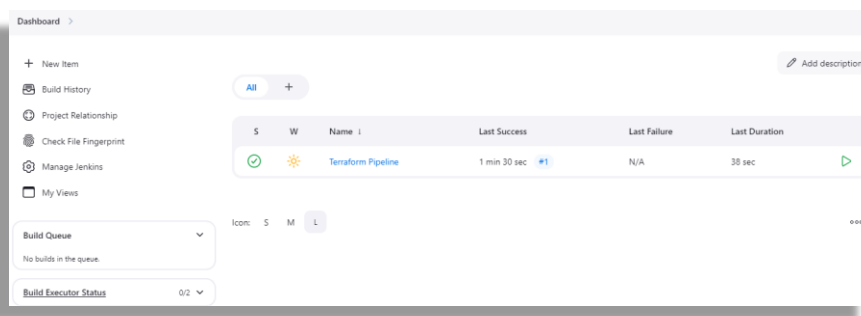 Dashboard >
New Item
Build History
Project Relationship
Check File Fingerprint
Manage Jenkins
My Views
Build Queue
No builds in the queue.
Build Executor Status 0/2
Add description
All +
S W Name ↓ Last Success Last Failure Last Duration
Terraform Pipeline 1 min 30 sec #1 N/A 38 sec
Icon: S M L